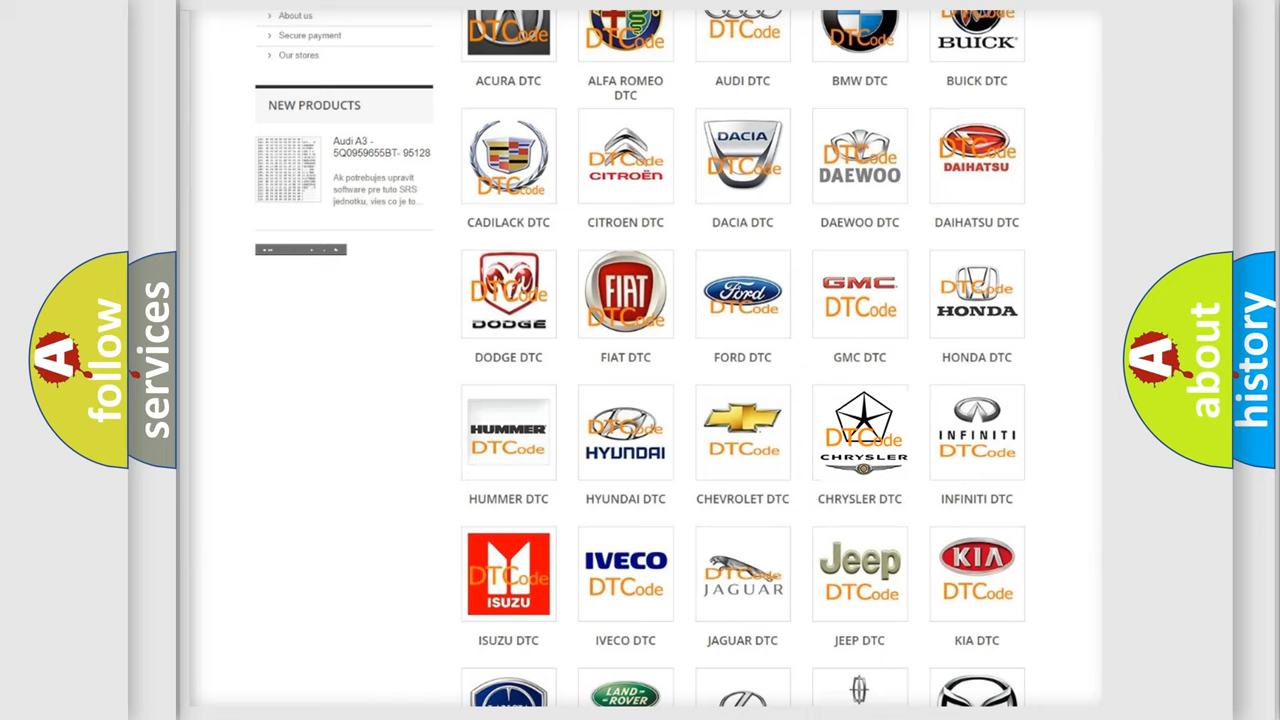 About us
Secure payment
Our stores
NEW PRODUCTS
Audi A3 -
5Q0959655BT- 95128
Ak potrebujes upravit
software pre tuto SRS
jednotku, vies co je to...
DTCode
DTCode
DTCode
DTCode
BUICK
ACURA DTC
ALFA ROMEO
DTC
AUDI DTC
BMW DTC
BUICK DTC
DTCode
DTCode
CITROËN
DACIA
DTCode
DTCode
DAEWOO
DTCode
DAIHATSU
CADILACK DTC
CITROEN DTC
DACIA DTC
DAEWOO DTC
DAIHATSU DTC
DTCode
DODGE
FIAT
DTCode
Ford
DTCode
GMC
DTCode
DTCode
HONDA
DODGE DTC
FIAT DTC
FORD DTC
GMC DTC
HONDA DTC
HUMMER
DTCode
DTCode
HYUNDAI
DTCode
DTCode
CHRYSLER
INFINITI
DTCode
HUMMER DTC
HYUNDAI DTC
CHEVROLET DTC
CHRYSLER DTC
INFINITI DTC
DTCode
ISUZU
IVECO
DTCode
DTCode
JAGUAR
Jeep
DTCode
KIA
DTCode
ISUZU DTC
IVECO DTC
JAGUAR DTC
JEEP DTC
KIA DTC
LAND-
ROVER
A
follow
services
A
about
history